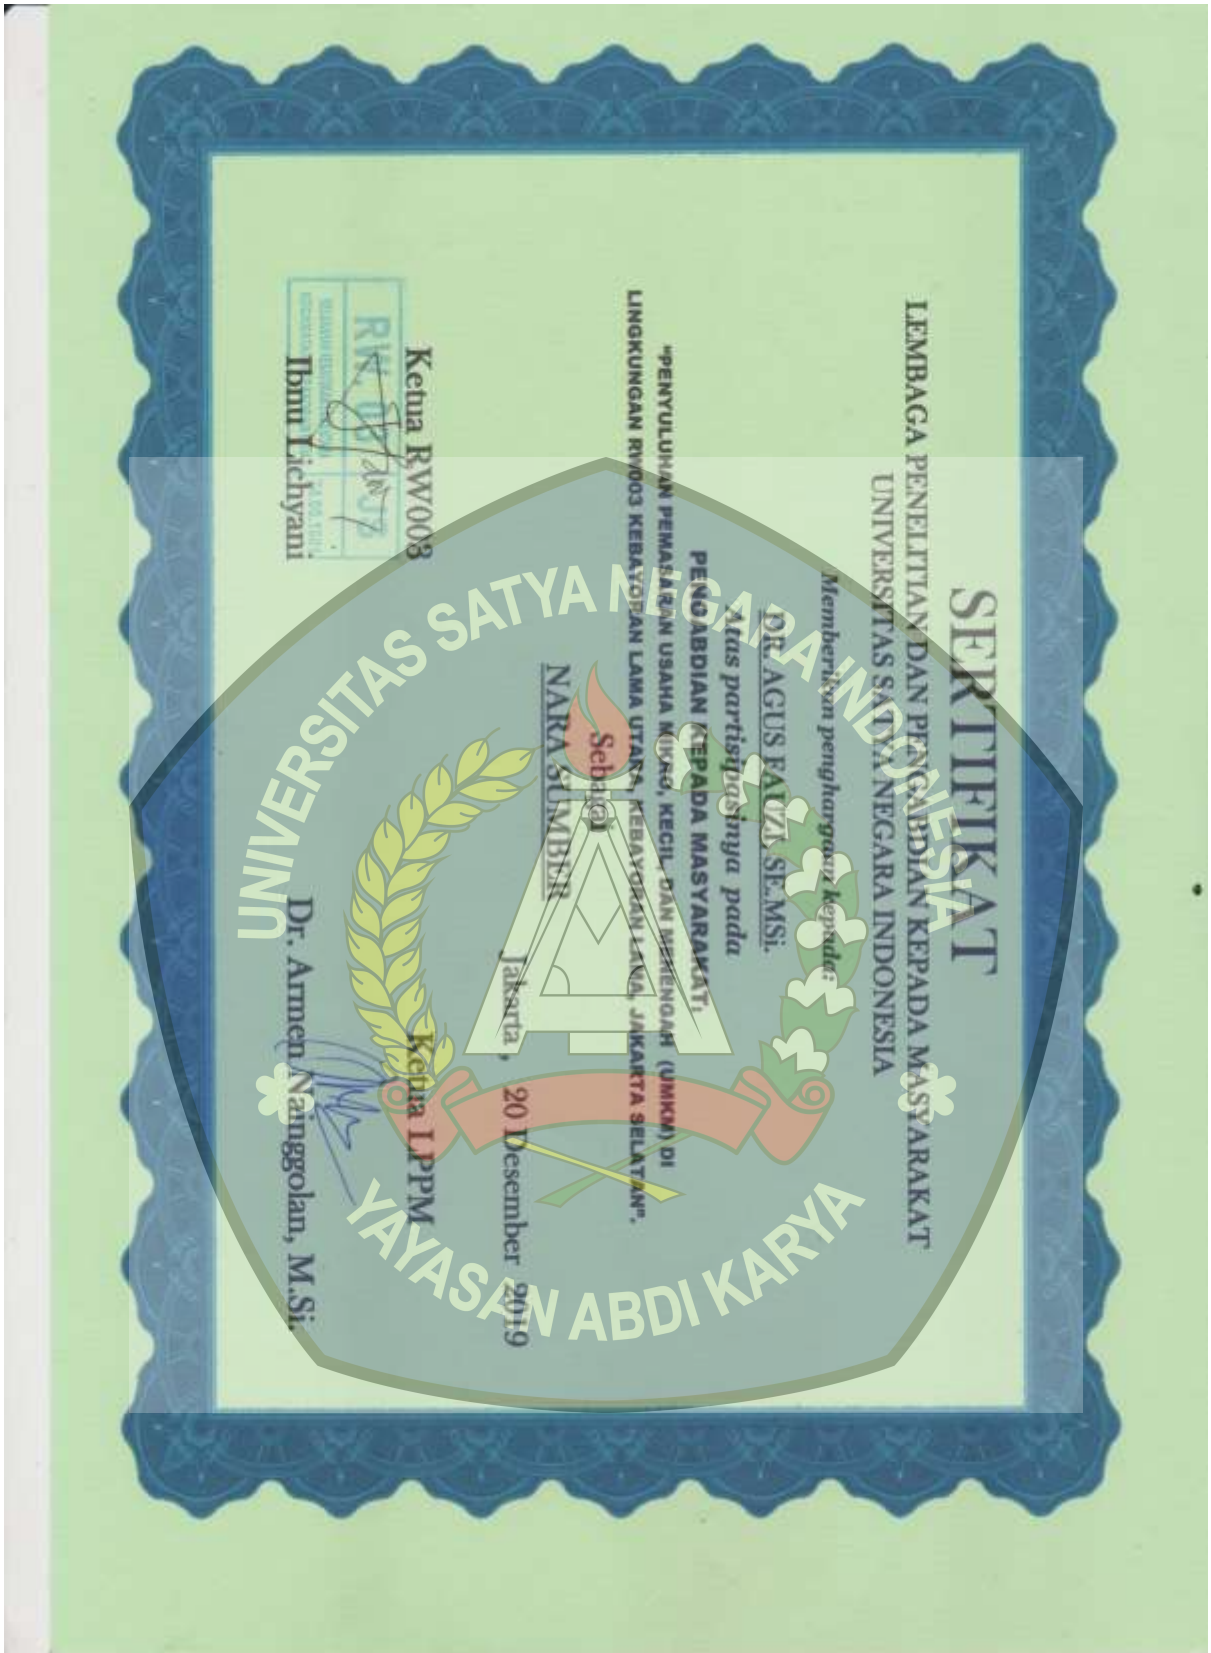 SERTIFIKAT
LEMBAGA PENELITIAN DAN PENGABDIAN KEPADA MASYARAKAT
UNIVERSITAS SATYA NEGARA INDONESIA
Memberikan penghargaan kepada:
DR. AGUS FAUZI, SE.MSi.
Atas partisipasinya pada
PENGABDIAN KEPADA MASYARAKAT:
"PENYULUHAN PEMASARAN USAHA MIKRO, KECIL, DAN MENENGAH (UMKM) DI
LINGKUNGAN RW003 KEBAYORAN LAMA UTARA, KEBAYORAN LAMA, JAKARTA SELATAN".
Sebagai
NARA SUMBER
Jakarta, 20 Desember 2019
Ketua RW003
Ketua LPPM
RW. 03
Ibnu Lichyani
Dr. Armen Nainggolan, M.Si.
UNIVERSITAS SATYA NEGARA INDONESIA
YAYASAN ABDI KARYA